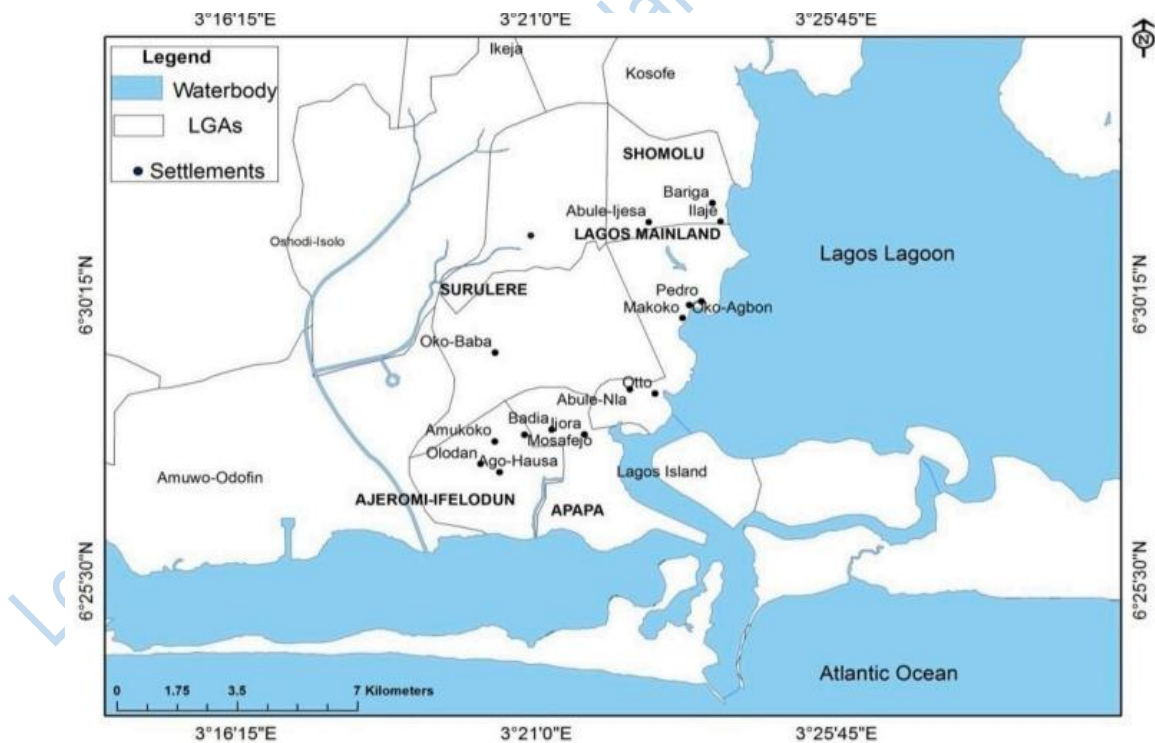 3°16'15"E
3°21'0"E
3°25'45"E
Legend
Waterbody
LGAs
Settlements
Ikeja
Kosofe
SHOMOLU
Bariga
Abule-Ijesa
Ilaje
LAGOS MAINLAND
Oshodi-Isolo
Lagos Lagoon
6°30'15"N
6°30'15"N
SURULERE
Pedro
Makoko
Oko-Agbon
Oko-Baba
Otto
Abule-Nla
Badia
Ijora
Amukoko
Mosafejo
Olodan
Ago-Hausa
Amuwo-Odofin
Lagos Island
AJEROMI-IFELODUN
APAPA
6°25'30"N
6°25'30"N
Atlantic Ocean
0 1.75 3.5 7 Kilometers
3°16'15"E
3°21'0"E
3°25'45"E